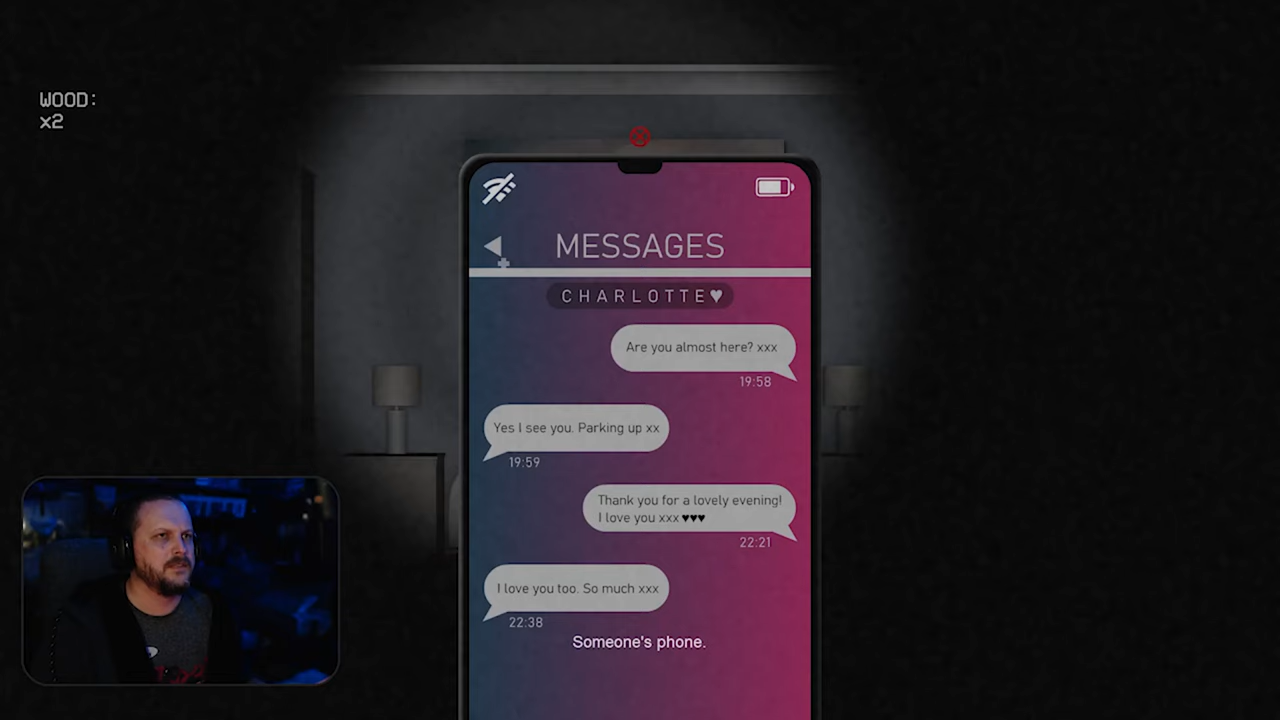 WOOD:
x2
MESSAGES
CHARLOTTE♥
Are you almost here? xxx
19:58
Yes I see you. Parking up xx
19:59
Thank you for a lovely evening!
I love you xxx ♥♥♥
22:21
I love you too. So much xxx
22:38
Someone's phone.